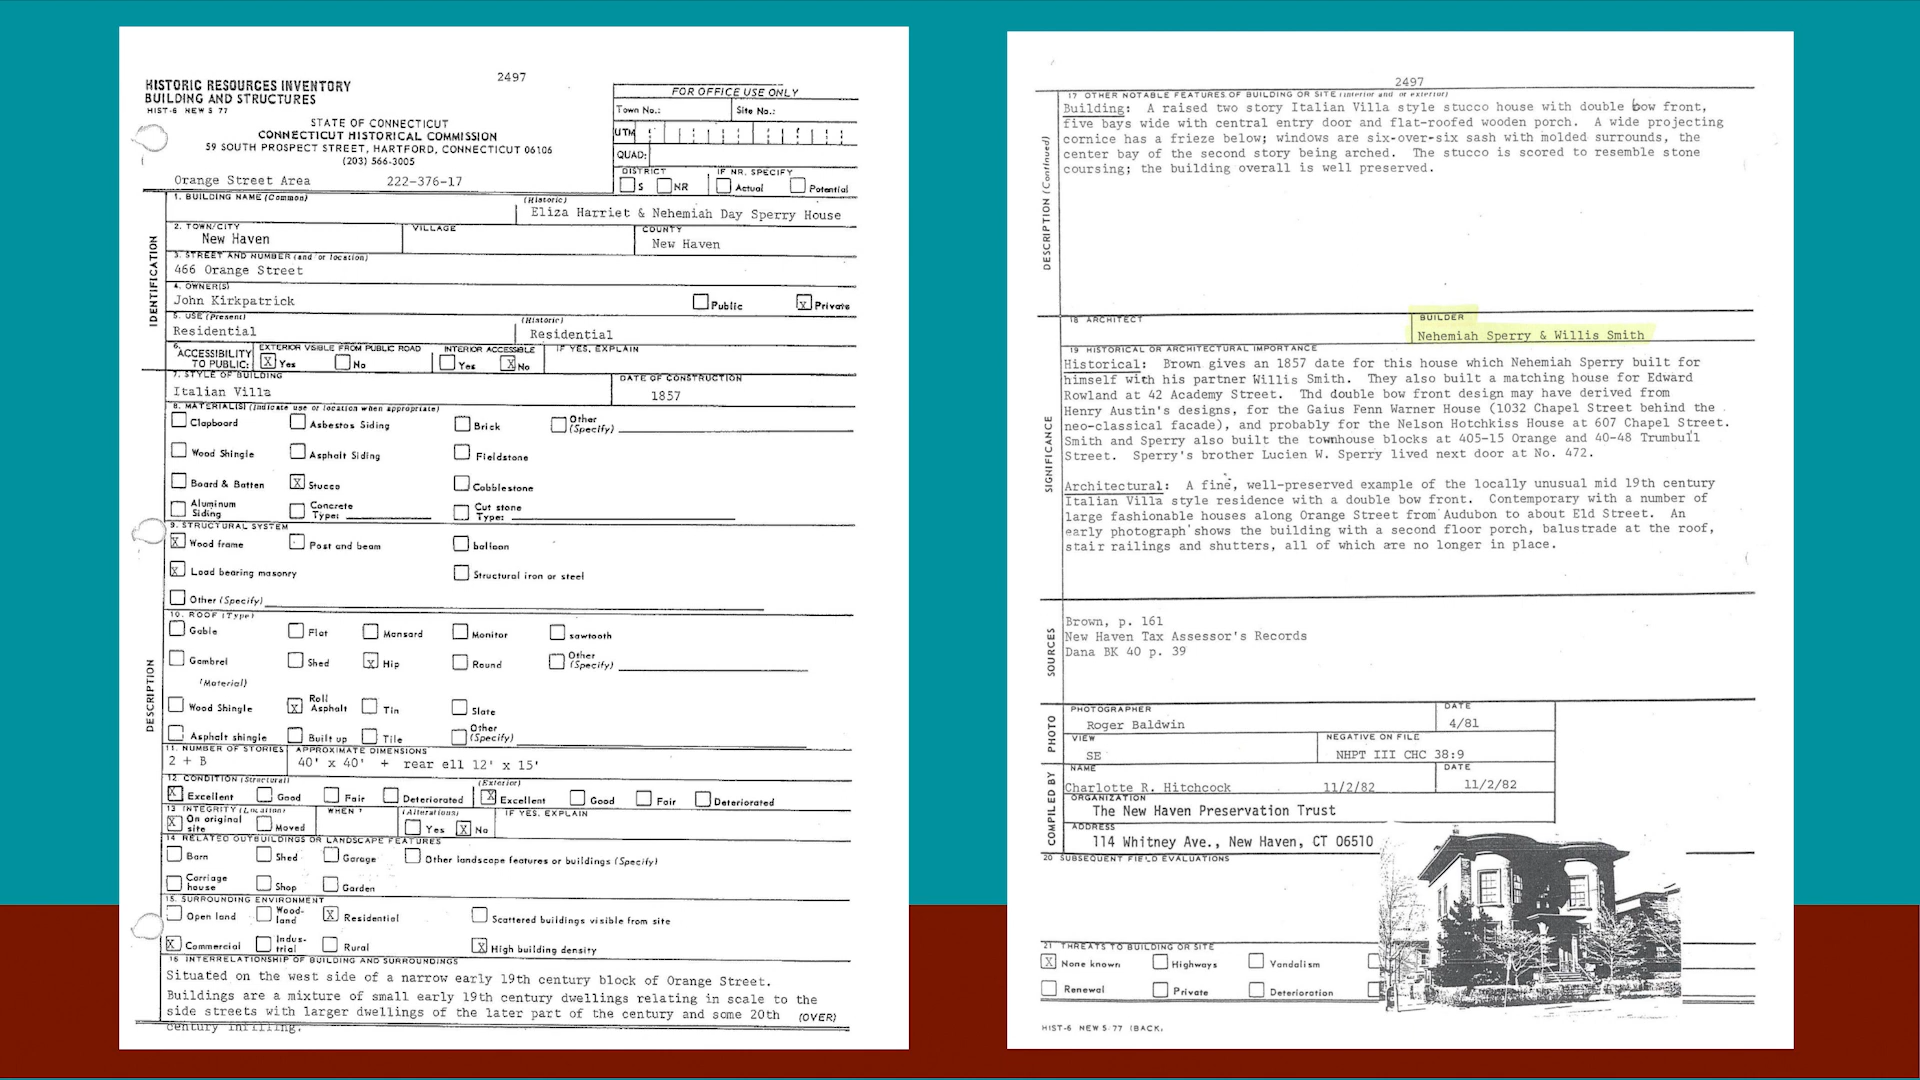 2497
HISTORIC RESOURCES INVENTORY
BUILDING AND STRUCTURES
HIST-6 NEW 5 77
STATE OF CONNECTICUT
CONNECTICUT HISTORICAL COMMISSION
59 SOUTH PROSPECT STREET, HARTFORD, CONNECTICUT 06106
(203) 566-3005
Orange Street Area 222-376-17
FOR OFFICE USE ONLY
Town No.: Site No.:
UTM
QUAD:
DISTRICT IF NR, SPECIFY
S NR Actual Potential
IDENTIFICATION
1. BUILDING NAME (Common) (Historic)
Eliza Harriet & Nehemiah Day Sperry House
2. TOWN/CITY VILLAGE COUNTY
New Haven New Haven
3. STREET AND NUMBER (and/or location)
466 Orange Street
4. OWNER(S)
John Kirkpatrick Public X Private
5. USE (Present) (Historic)
Residential Residential
6. ACCESSIBILITY TO PUBLIC: EXTERIOR VISIBLE FROM PUBLIC ROAD INTERIOR ACCESSIBLE IF YES, EXPLAIN
X Yes No Yes X No
7. STYLE OF BUILDING DATE OF CONSTRUCTION
Italian Villa 1857
DESCRIPTION
8. MATERIAL(S) (Indicate use or location when appropriate)
Clapboard Asbestos Siding Brick Other (Specify)
Wood Shingle Asphalt Siding Fieldstone
Board & Batten X Stucco Cobblestone
Aluminum Siding Concrete Type: Cut stone Type:
9. STRUCTURAL SYSTEM
X Wood frame Post and beam balloon
X Load bearing masonry Structural iron or steel
Other (Specify)
10. ROOF (Type)
Gable Flat Mansard Monitor sawtooth
Gambrel Shed X Hip Round Other (Specify)
(Material)
Wood Shingle X Roll Asphalt Tin Slate
Asphalt shingle Built up Tile Other (Specify)
11. NUMBER OF STORIES APPROXIMATE DIMENSIONS
2 + B 40' x 40' + rear ell 12' x 15'
12 CONDITION (Structural) (Exterior)
X Excellent Good Fair Deteriorated X Excellent Good Fair Deteriorated
13 INTEGRITY (Location) WHEN? (Alterations) IF YES, EXPLAIN
X On original site Moved Yes X No
14 RELATED OUTBUILDINGS OR LANDSCAPE FEATURES
Barn Shed Garage Other landscape features or buildings (Specify)
Carriage house Shop Garden
15. SURROUNDING ENVIRONMENT
Open land Wood-land X Residential Scattered buildings visible from site
X Commercial Indus-trial Rural X High building density
16 INTERRELATIONSHIP OF BUILDING AND SURROUNDINGS
Situated on the west side of a narrow early 19th century block of Orange Street.
Buildings are a mixture of small early 19th century dwellings relating in scale to the
side streets with larger dwellings of the later part of the century and some 20th (OVER)
century infilling.
2497
DESCRIPTION (Continued)
17 OTHER NOTABLE FEATURES OF BUILDING OR SITE (interior and or exterior)
Building: A raised two story Italian Villa style stucco house with double bow front,
five bays wide with central entry door and flat-roofed wooden porch. A wide projecting
cornice has a frieze below; windows are six-over-six sash with molded surrounds, the
center bay of the second story being arched. The stucco is scored to resemble stone
coursing; the building overall is well preserved.
SIGNIFICANCE
18 ARCHITECT BUILDER
Nehemiah Sperry & Willis Smith
19 HISTORICAL OR ARCHITECTURAL IMPORTANCE
Historical: Brown gives an 1857 date for this house which Nehemiah Sperry built for
himself with his partner Willis Smith. They also built a matching house for Edward
Rowland at 42 Academy Street. Thd double bow front design may have derived from
Henry Austin's designs, for the Gaius Fenn Warner House (1032 Chapel Street behind the
neo-classical facade), and probably for the Nelson Hotchkiss House at 607 Chapel Street.
Smith and Sperry also built the townhouse blocks at 405-15 Orange and 40-48 Trumbull
Street. Sperry's brother Lucien W. Sperry lived next door at No. 472.
Architectural: A fine, well-preserved example of the locally unusual mid 19th century
Italian Villa style residence with a double bow front. Contemporary with a number of
large fashionable houses along Orange Street from Audubon to about Eld Street. An
early photograph shows the building with a second floor porch, balustrade at the roof,
stair railings and shutters, all of which are no longer in place.
SOURCES
Brown, p. 161
New Haven Tax Assessor's Records
Dana BK 40 p. 39
PHOTO
PHOTOGRAPHER DATE
Roger Baldwin 4/81
VIEW NEGATIVE ON FILE
SE NHPT III CHC 38:9
COMPILED BY
NAME DATE
Charlotte R. Hitchcock 11/2/82 11/2/82
ORGANIZATION
The New Haven Preservation Trust
ADDRESS
114 Whitney Ave., New Haven, CT 06510
20 SUBSEQUENT FIELD EVALUATIONS
21 THREATS TO BUILDING OR SITE
X None known Highways Vandalism
Renewal Private Deterioration
HIST-6 NEW 5 77 (BACK)